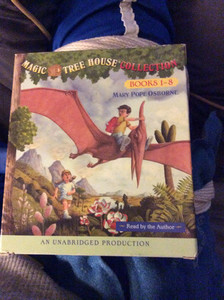 MAGIC TREE HOUSE COLLECTION
BOOKS 1–8
MARY POPE OSBORNE
— Read by the Author —
AN UNABRIDGED PRODUCTION